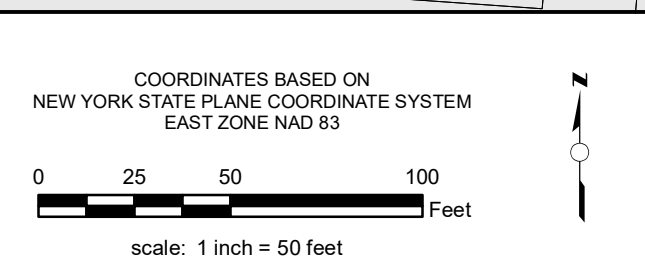 COORDINATES BASED ON
NEW YORK STATE PLANE COORDINATE SYSTEM
EAST ZONE NAD 83
N
0 25 50 100
Feet
scale: 1 inch = 50 feet